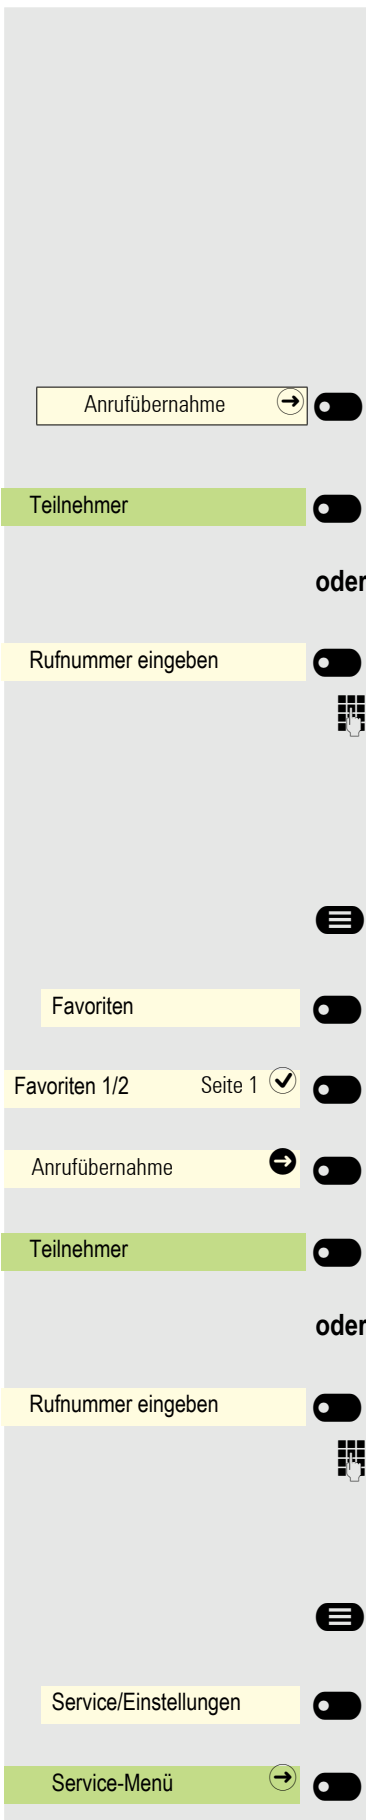 Anrufübernahme
Teilnehmer
oder
Rufnummer eingeben
Favoriten
Favoriten 1/2 Seite 1
Anrufübernahme
Teilnehmer
oder
Rufnummer eingeben
Service/Einstellungen
Service-Menü